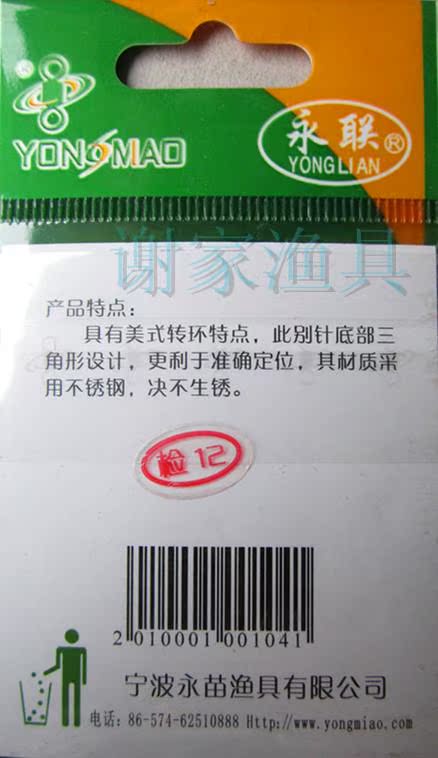 YONGMIAO
永联®
YONGLIAN
谢家渔具
产品特点：
具有美式转环特点，此别针底部三
角形设计，更利于准确定位，其材质采
用不锈钢，决不生锈。
检 12
2 010001 001041
宁波永苗渔具有限公司
电话：86-574-62510888 Http://www.yongmiao.com